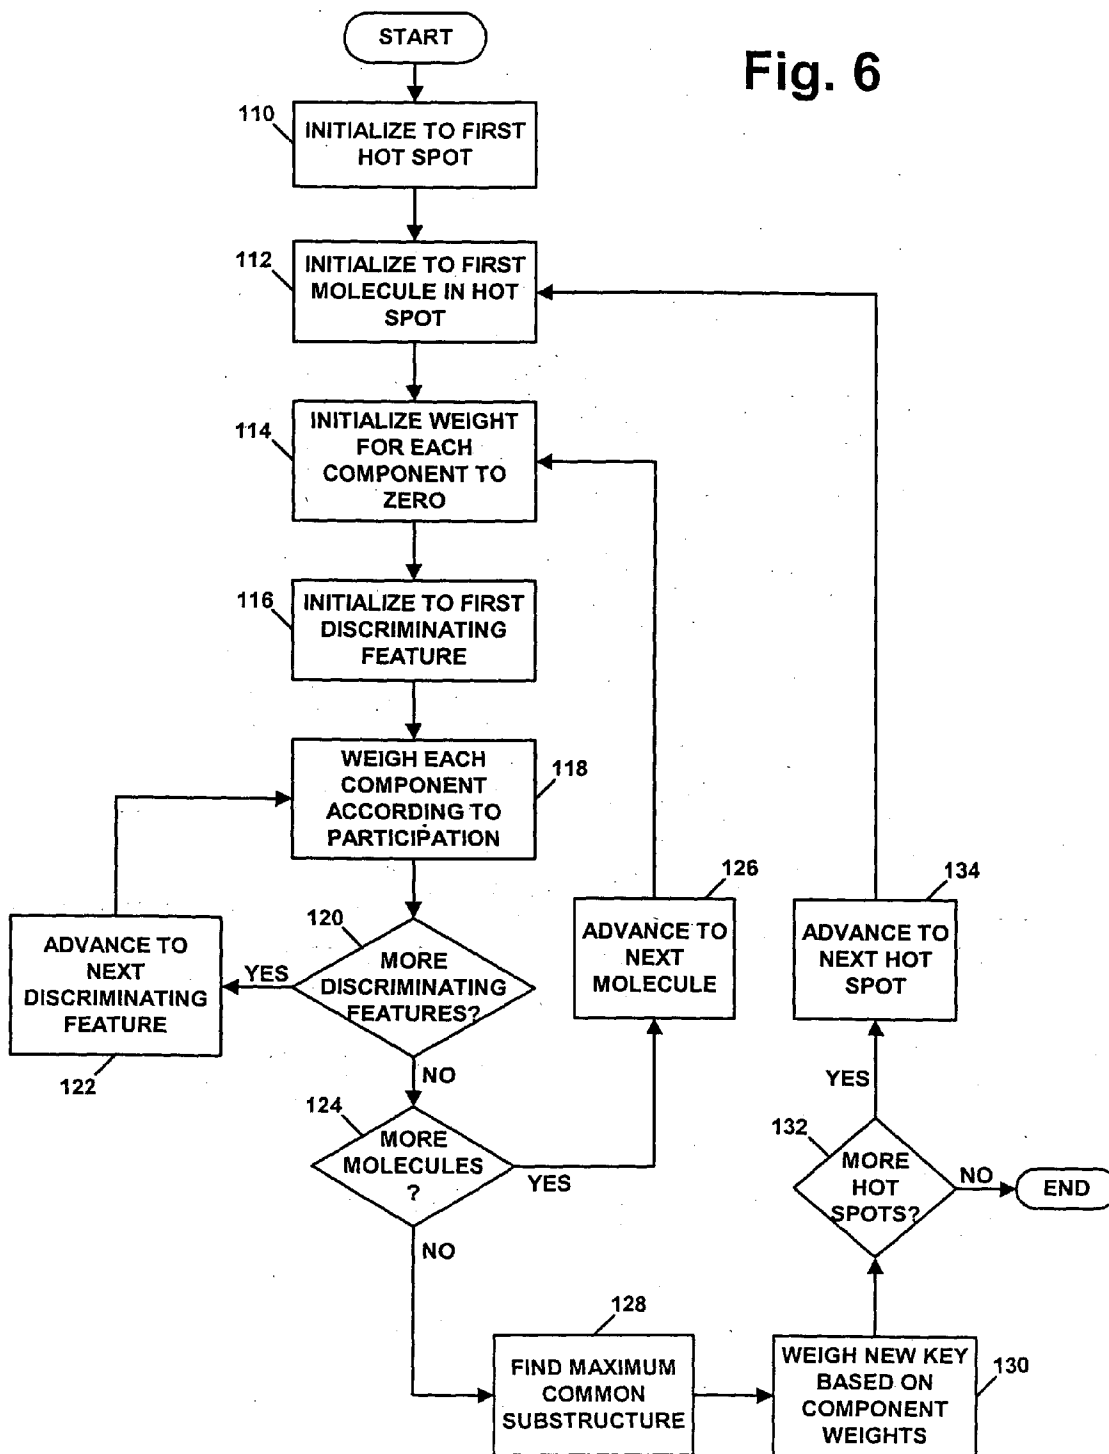 START
Fig. 6
110
INITIALIZE TO FIRST
HOT SPOT
112
INITIALIZE TO FIRST
MOLECULE IN HOT
SPOT
114
INITIALIZE WEIGHT
FOR EACH
COMPONENT TO
ZERO
116
INITIALIZE TO FIRST
DISCRIMINATING
FEATURE
WEIGH EACH
COMPONENT
ACCORDING TO
PARTICIPATION
118
120
MORE
DISCRIMINATING
FEATURES?
YES
ADVANCE TO
NEXT
DISCRIMINATING
FEATURE
122
NO
124
MORE
MOLECULES
?
YES
126
ADVANCE TO
NEXT
MOLECULE
NO
128
FIND MAXIMUM
COMMON
SUBSTRUCTURE
WEIGH NEW KEY
BASED ON
COMPONENT
WEIGHTS
130
132
MORE
HOT
SPOTS?
NO
END
YES
134
ADVANCE TO
NEXT HOT
SPOT